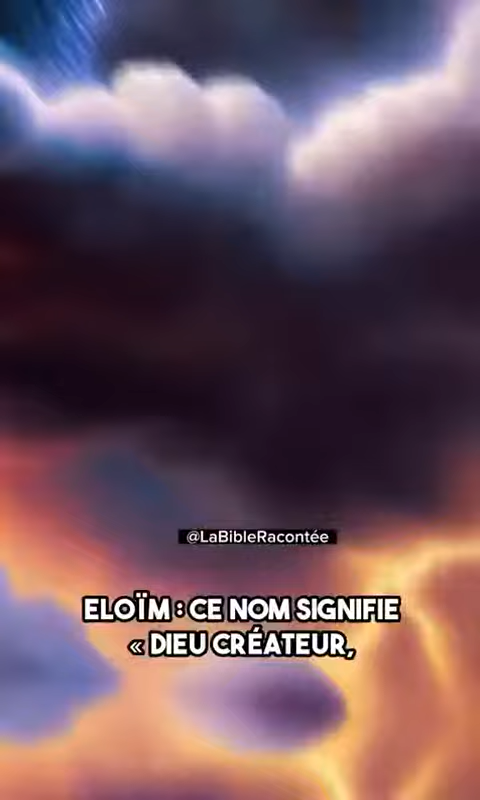 @LaBibleRacontée
ELOÏM : CE NOM SIGNIFIE
« DIEU CRÉATEUR,